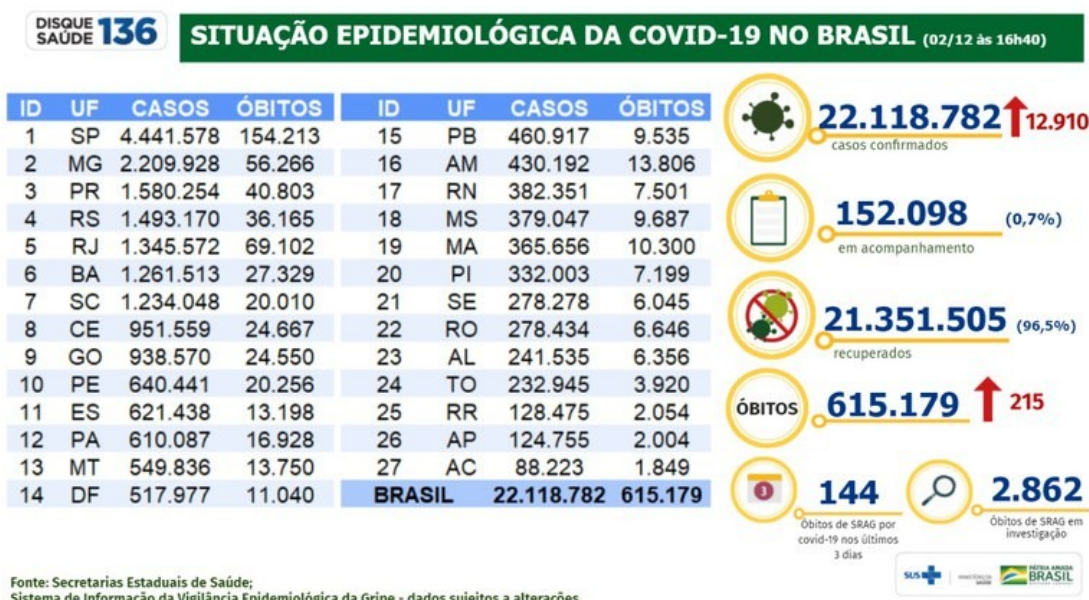 DISQUE
SAÚDE 136
SITUAÇÃO EPIDEMIOLÓGICA DA COVID-19 NO BRASIL (02/12 às 16h40)
ID UF CASOS ÓBITOS
1 SP 4.441.578 154.213
2 MG 2.209.928 56.266
3 PR 1.580.254 40.803
4 RS 1.493.170 36.165
5 RJ 1.345.572 69.102
6 BA 1.261.513 27.329
7 SC 1.234.048 20.010
8 CE 951.559 24.667
9 GO 938.570 24.550
10 PE 640.441 20.256
11 ES 621.438 13.198
12 PA 610.087 16.928
13 MT 549.836 13.750
14 DF 517.977 11.040
ID UF CASOS ÓBITOS
15 PB 460.917 9.535
16 AM 430.192 13.806
17 RN 382.351 7.501
18 MS 379.047 9.687
19 MA 365.656 10.300
20 PI 332.003 7.199
21 SE 278.278 6.045
22 RO 278.434 6.646
23 AL 241.535 6.356
24 TO 232.945 3.920
25 RR 128.475 2.054
26 AP 124.755 2.004
27 AC 88.223 1.849
BRASIL 22.118.782 615.179
22.118.782 12.910
casos confirmados
152.098 (0,7%)
em acompanhamento
21.351.505 (96,5%)
recuperados
ÓBITOS 615.179 215
3
144
Óbitos de SRAG por
covid-19 nos últimos
3 dias
2.862
Óbitos de SRAG em
investigação
SUS
PÁTRIA AMADA
BRASIL
Fonte: Secretarias Estaduais de Saúde;
Sistema de Informação da Vigilância Epidemiológica da Gripe - dados sujeitos a alterações